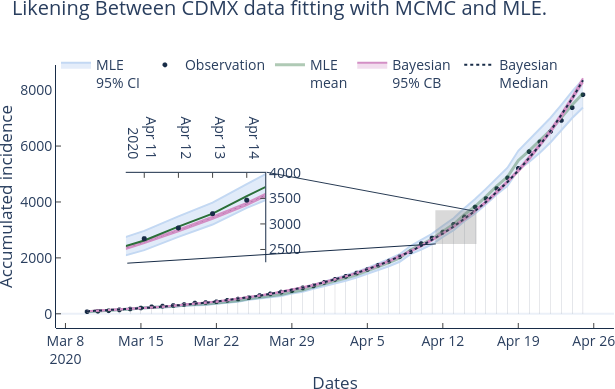 Likening Between CDMX data fitting with MCMC and MLE.
MLE
95% CI
Observation
MLE
mean
Bayesian
95% CB
Bayesian
Median
Accumulated incidence
8000
6000
4000
2000
0
Apr 11
2020
Apr 12
Apr 13
Apr 14
4000
3500
3000
2500
Mar 8
2020
Mar 15
Mar 22
Mar 29
Apr 5
Apr 12
Apr 19
Apr 26
Dates